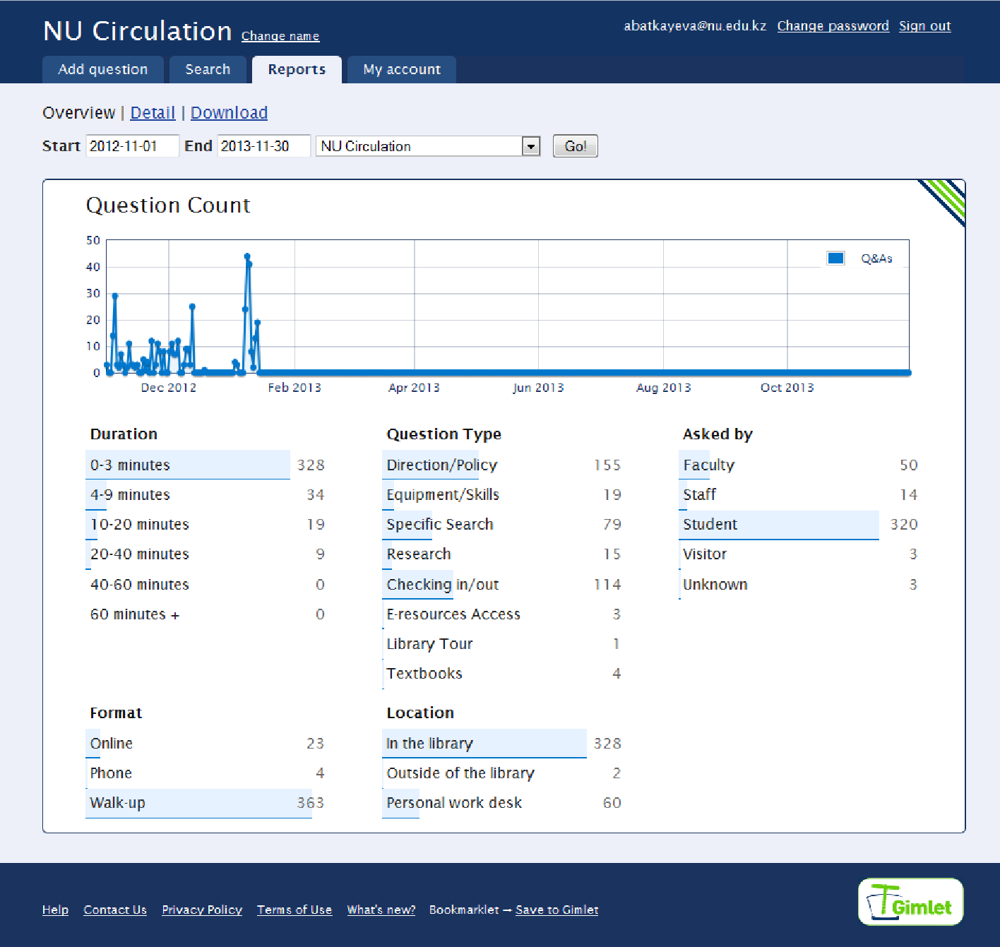 NU Circulation Change name
abatkayeva@nu.edu.kz Change password Sign out
Add question Search Reports My account
Overview | Detail | Download
Start 2012-11-01 End 2013-11-30 NU Circulation Go!
Question Count
50
40
30
20
10
0
Q&As
Dec 2012 Feb 2013 Apr 2013 Jun 2013 Aug 2013 Oct 2013
Duration
0-3 minutes 328
4-9 minutes 34
10-20 minutes 19
20-40 minutes 9
40-60 minutes 0
60 minutes + 0
Question Type
Direction/Policy 155
Equipment/Skills 19
Specific Search 79
Research 15
Checking in/out 114
E-resources Access 3
Library Tour 1
Textbooks 4
Asked by
Faculty 50
Staff 14
Student 320
Visitor 3
Unknown 3
Format
Online 23
Phone 4
Walk-up 363
Location
In the library 328
Outside of the library 2
Personal work desk 60
Help Contact Us Privacy Policy Terms of Use What's new? Bookmarklet → Save to Gimlet
Gimlet